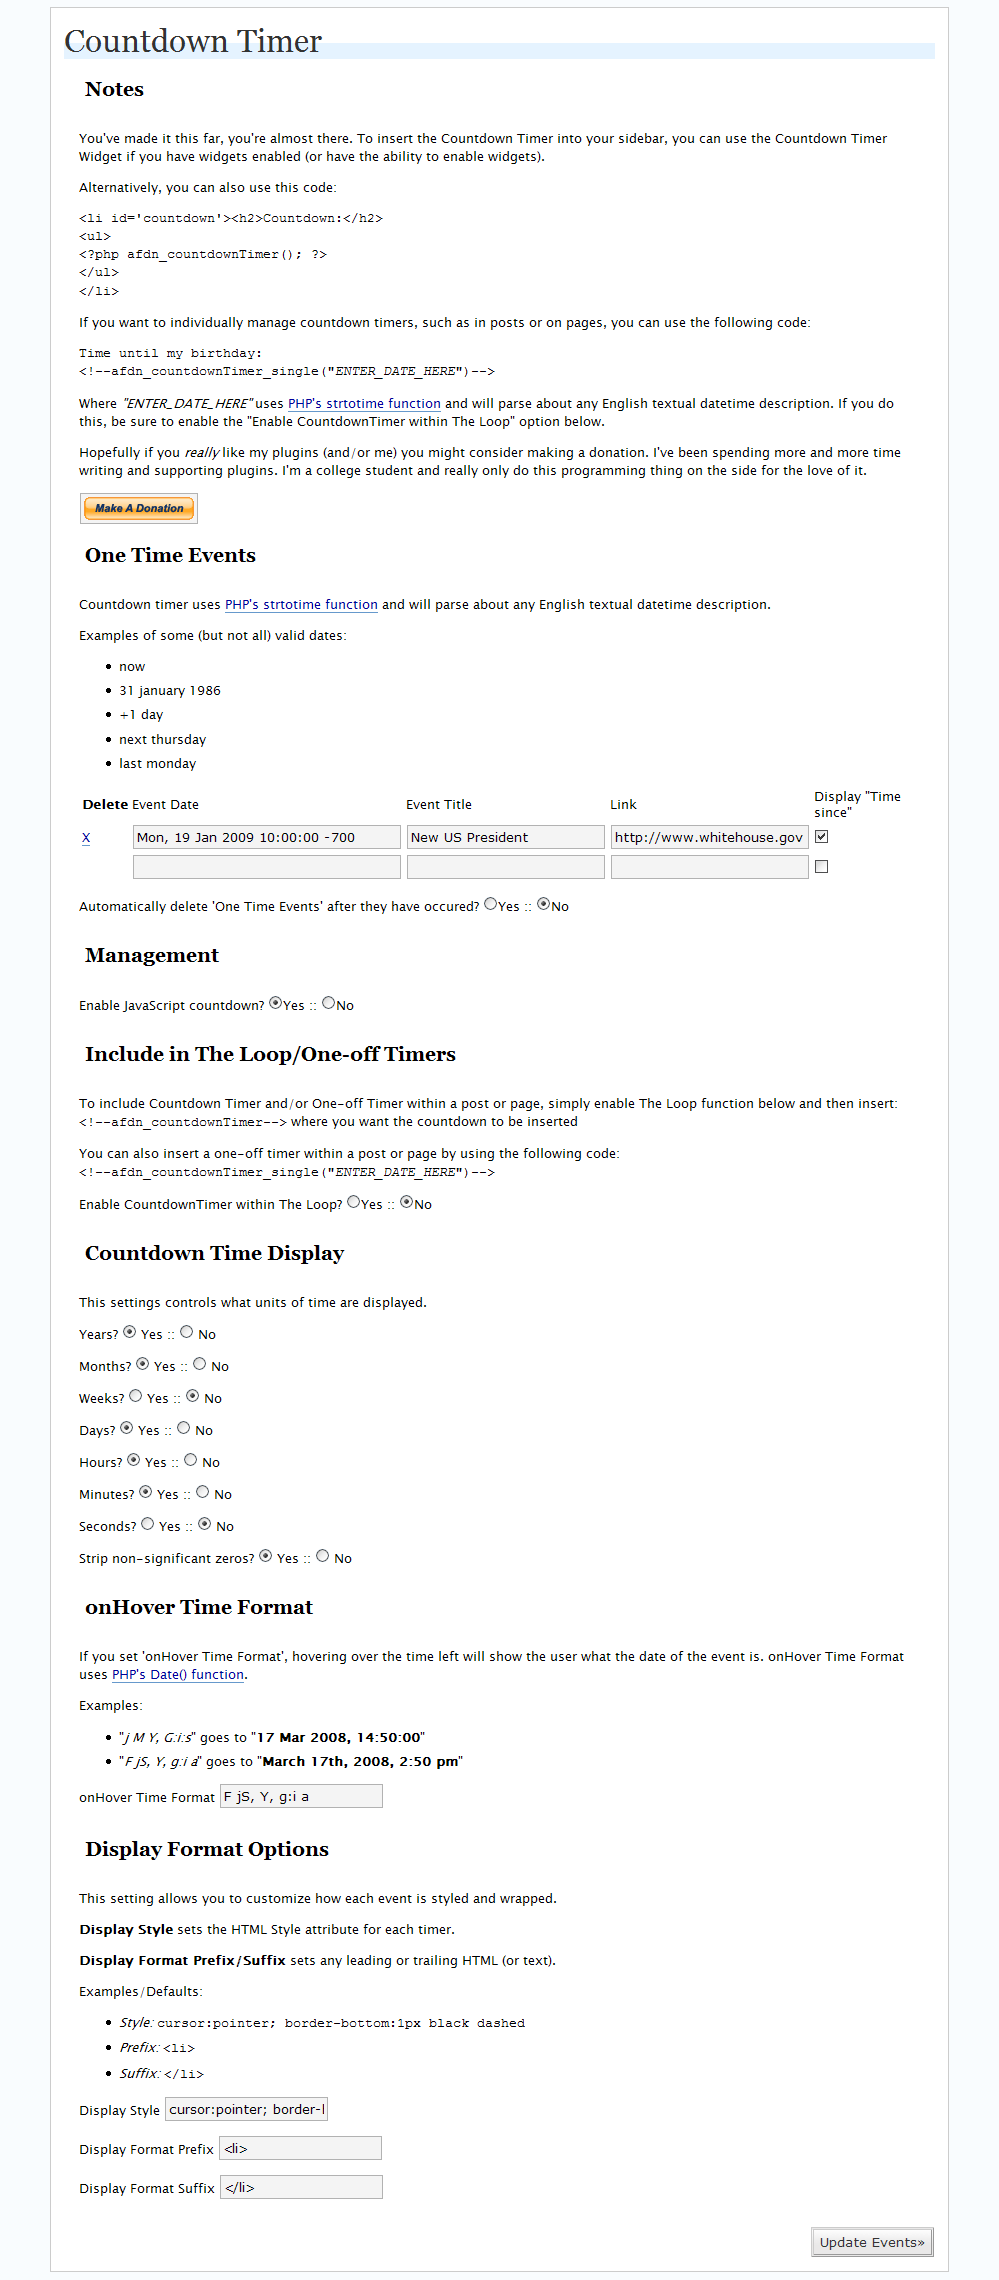 Countdown Timer
Notes
You've made it this far, you're almost there. To insert the Countdown Timer into your sidebar, you can use the Countdown Timer
Widget if you have widgets enabled (or have the ability to enable widgets).
Alternatively, you can also use this code:
<li id='countdown'><h2>Countdown:</h2>
<ul>
<?php afdn_countdownTimer(); ?>
</ul>
</li>
If you want to individually manage countdown timers, such as in posts or on pages, you can use the following code:
Time until my birthday:
<!--afdn_countdownTimer_single("ENTER_DATE_HERE")-->
Where "ENTER_DATE_HERE" uses PHP's strtotime function and will parse about any English textual datetime description. If you do
this, be sure to enable the "Enable CountdownTimer within The Loop" option below.
Hopefully if you really like my plugins (and/or me) you might consider making a donation. I've been spending more and more time
writing and supporting plugins. I'm a college student and really only do this programming thing on the side for the love of it.
Make A Donation
One Time Events
Countdown timer uses PHP's strtotime function and will parse about any English textual datetime description.
Examples of some (but not all) valid dates:
• now
• 31 january 1986
• +1 day
• next thursday
• last monday
Delete Event Date Event Title Link Display "Time since"
X Mon, 19 Jan 2009 10:00:00 -700 New US President http://www.whitehouse.gov
Automatically delete 'One Time Events' after they have occured? Yes :: No
Management
Enable JavaScript countdown? Yes :: No
Include in The Loop/One-off Timers
To include Countdown Timer and/or One-off Timer within a post or page, simply enable The Loop function below and then insert:
<!--afdn_countdownTimer--> where you want the countdown to be inserted
You can also insert a one-off timer within a post or page by using the following code:
<!--afdn_countdownTimer_single("ENTER_DATE_HERE")-->
Enable CountdownTimer within The Loop? Yes :: No
Countdown Time Display
This settings controls what units of time are displayed.
Years? Yes :: No
Months? Yes :: No
Weeks? Yes :: No
Days? Yes :: No
Hours? Yes :: No
Minutes? Yes :: No
Seconds? Yes :: No
Strip non-significant zeros? Yes :: No
onHover Time Format
If you set 'onHover Time Format', hovering over the time left will show the user what the date of the event is. onHover Time Format
uses PHP's Date() function.
Examples:
• "j M Y, G:i:s" goes to "17 Mar 2008, 14:50:00"
• "F jS, Y, g:i a" goes to "March 17th, 2008, 2:50 pm"
onHover Time Format F jS, Y, g:i a
Display Format Options
This setting allows you to customize how each event is styled and wrapped.
Display Style sets the HTML Style attribute for each timer.
Display Format Prefix/Suffix sets any leading or trailing HTML (or text).
Examples/Defaults:
• Style: cursor:pointer; border-bottom:1px black dashed
• Prefix: <li>
• Suffix: </li>
Display Style cursor:pointer; border-l
Display Format Prefix <li>
Display Format Suffix </li>
Update Events»